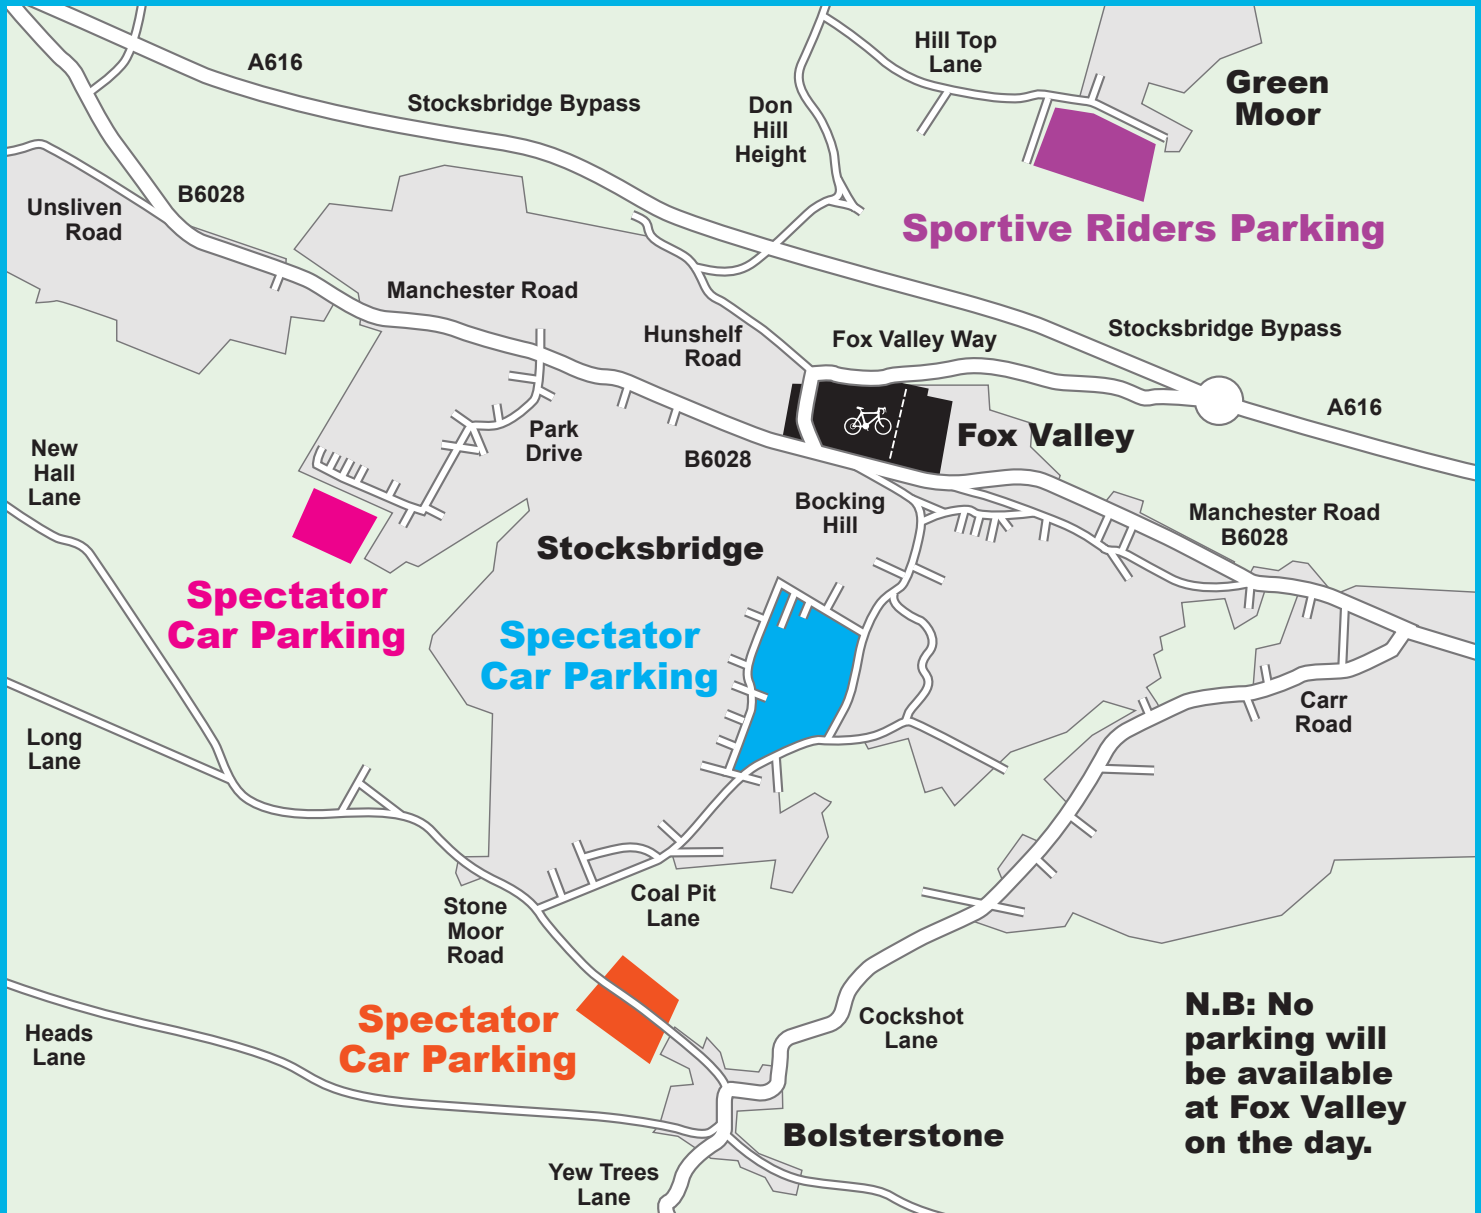 A616
Stocksbridge Bypass
Hill Top
Lane
Green
Moor
Don
Hill
Height
Unsliven
Road
B6028
Sportive Riders Parking
Manchester Road
Hunshelf
Road
Fox Valley Way
Stocksbridge Bypass
A616
Fox Valley
Park
Drive
B6028
New
Hall
Lane
Bocking
Hill
Manchester Road
B6028
Stocksbridge
Spectator
Car Parking
Spectator
Car Parking
Carr
Road
Long
Lane
Coal Pit
Lane
Stone
Moor
Road
Spectator
Car Parking
Cockshot
Lane
Heads
Lane
N.B: No
parking will
be available
at Fox Valley
on the day.
Bolsterstone
Yew Trees
Lane